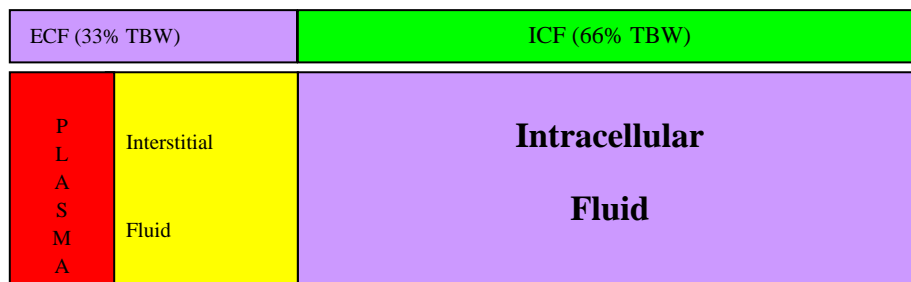 ECF (33% TBW)
ICF (66% TBW)
P
L
A
S
M
A
Interstitial
Fluid
Intracellular
Fluid